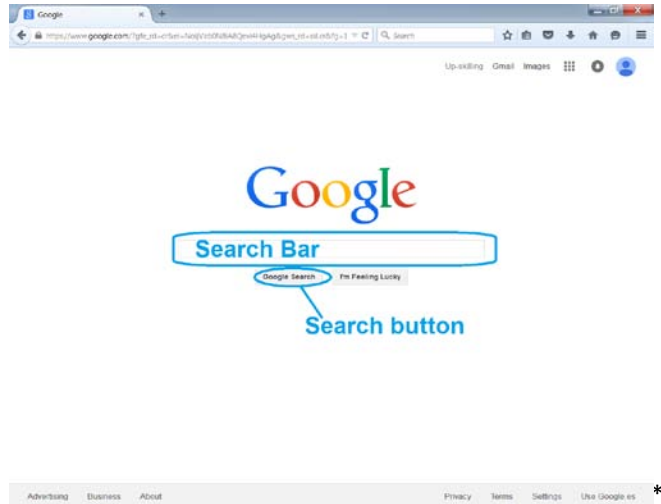 Google
Search
Up-skilling Gmail Images
Google
Search Bar
Google Search I'm Feeling Lucky
Search button
Advertising Business About Privacy Terms Settings Use Google.es
*